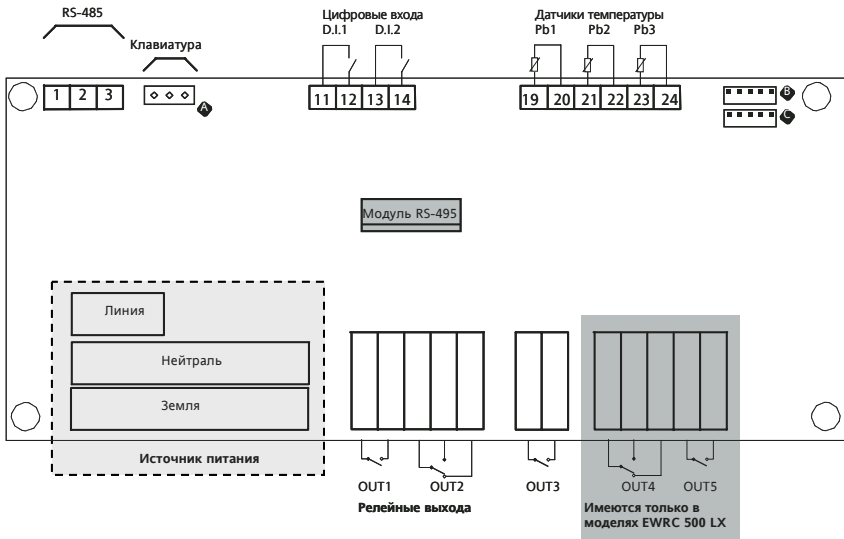 RS-485
Клавиатура
Цифровые входа
D.I.1 D.I.2
Датчики температуры
Pb1 Pb2 Pb3
1 2 3
A
11 12 13 14
19 20 21 22 23 24
B
C
Модуль RS-495
Линия
Нейтраль
Земля
Источник питания
OUT1 OUT2 OUT3 OUT4 OUT5
Релейные выхода
Имеются только в
моделях EWRC 500 LX